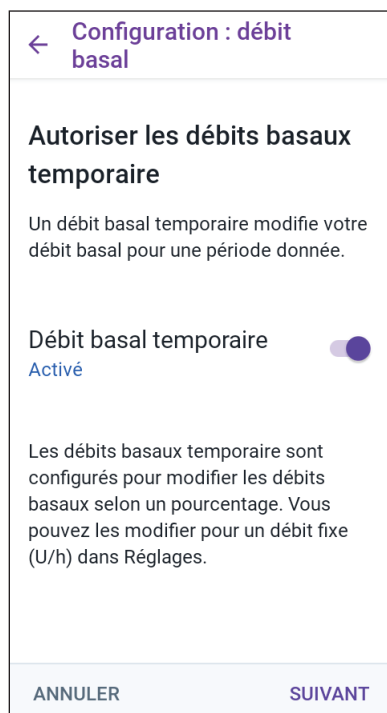 Configuration : débit
basal
Autoriser les débits basaux
temporaire
Un débit basal temporaire modifie votre
débit basal pour une période donnée.
Débit basal temporaire
Activé
Les débits basaux temporaire sont
configurés pour modifier les débits
basaux selon un pourcentage. Vous
pouvez les modifier pour un débit fixe
(U/h) dans Réglages.
ANNULER SUIVANT